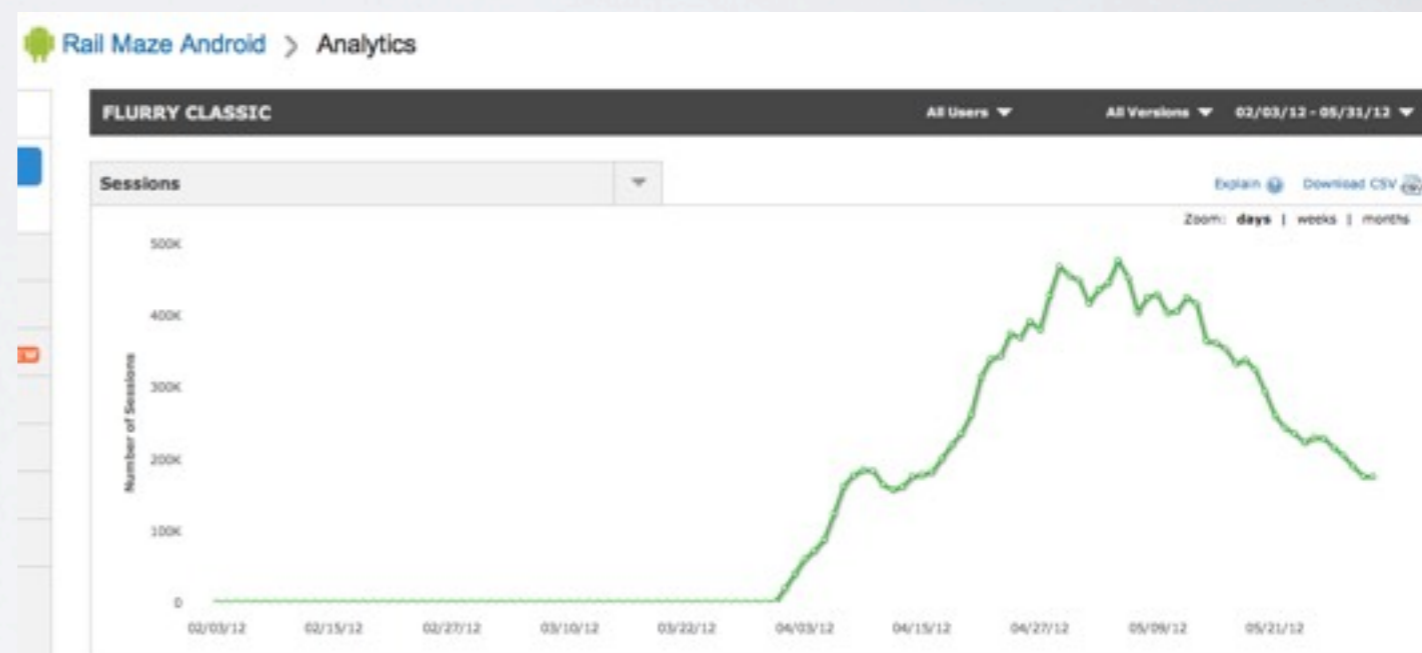 Rail Maze Android > Analytics
FLURRY CLASSIC All Users All Versions 02/03/12 - 05/31/12
Sessions Explain Download CSV
Zoom: days | weeks | months
500K
400K
300K
200K
100K
0
Number of Sessions
02/03/12 02/15/12 02/27/12 03/10/12 03/22/12 04/03/12 04/15/12 04/27/12 05/09/12 05/21/12